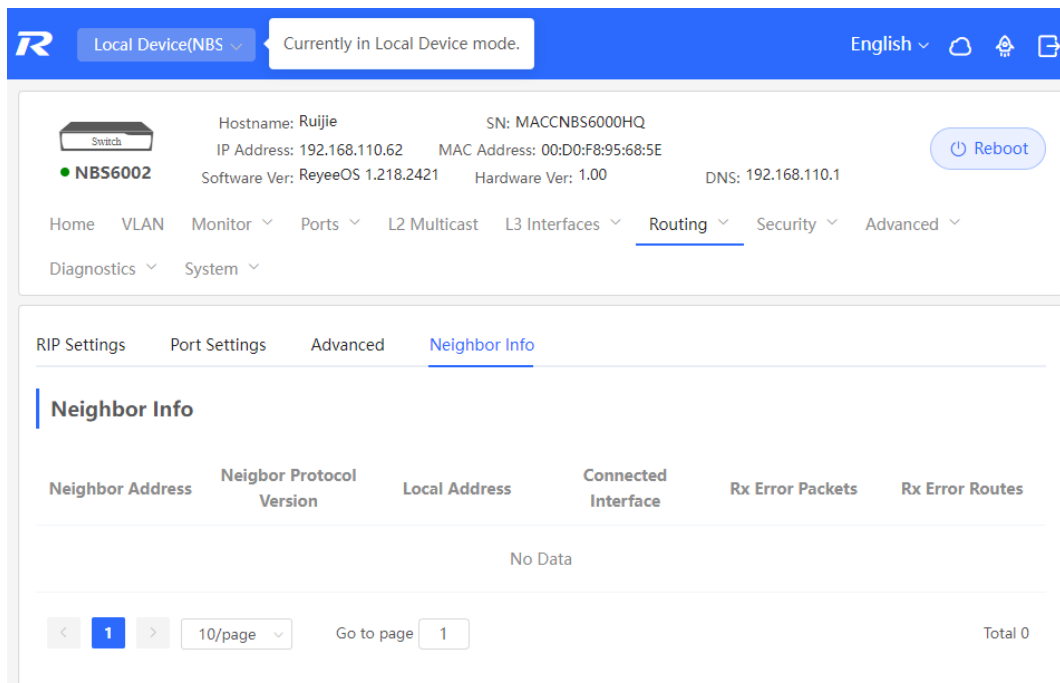 Local Device(NBS
Currently in Local Device mode.
English
Switch
NBS6002
Hostname: Ruijie
SN: MACCNBS6000HQ
IP Address: 192.168.110.62
MAC Address: 00:D0:F8:95:68:5E
Software Ver: ReyeeOS 1.218.2421
Hardware Ver: 1.00
DNS: 192.168.110.1
Reboot
Home VLAN Monitor Ports L2 Multicast L3 Interfaces Routing Security Advanced
Diagnostics System
RIP Settings Port Settings Advanced Neighbor Info
Neighbor Info
Neighbor Address
Neigbor Protocol
Version
Local Address
Connected
Interface
Rx Error Packets
Rx Error Routes
No Data
1
10/page
Go to page 1
Total 0